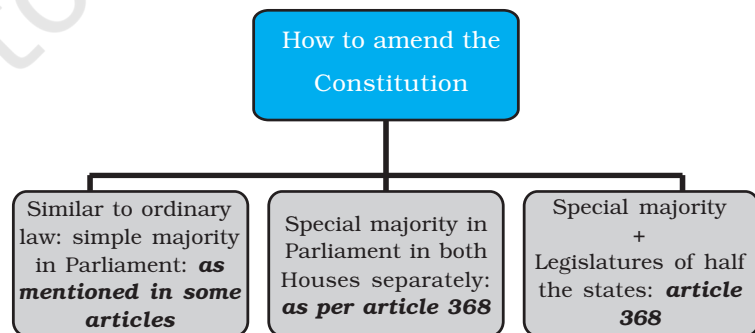 How to amend the
Constitution
Similar to ordinary
law: simple majority
in Parliament: as
mentioned in some
articles
Special majority in
Parliament in both
Houses separately:
as per article 368
Special majority
+
Legislatures of half
the states: article
368